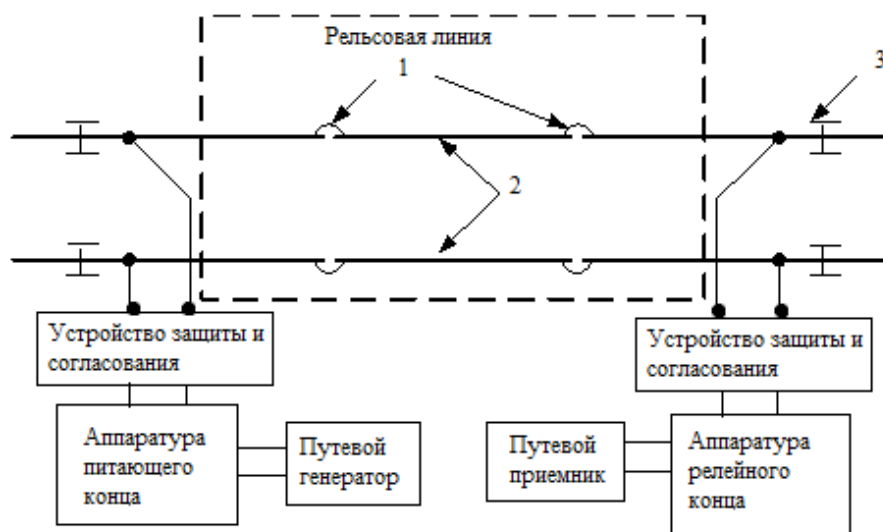 Рельсовая линия
1
3
2
Устройство защиты и
согласования
Устройство защиты и
согласования
Аппаратура
питающего
конца
Путевой
генератор
Путевой
приемник
Аппаратура
релейного
конца